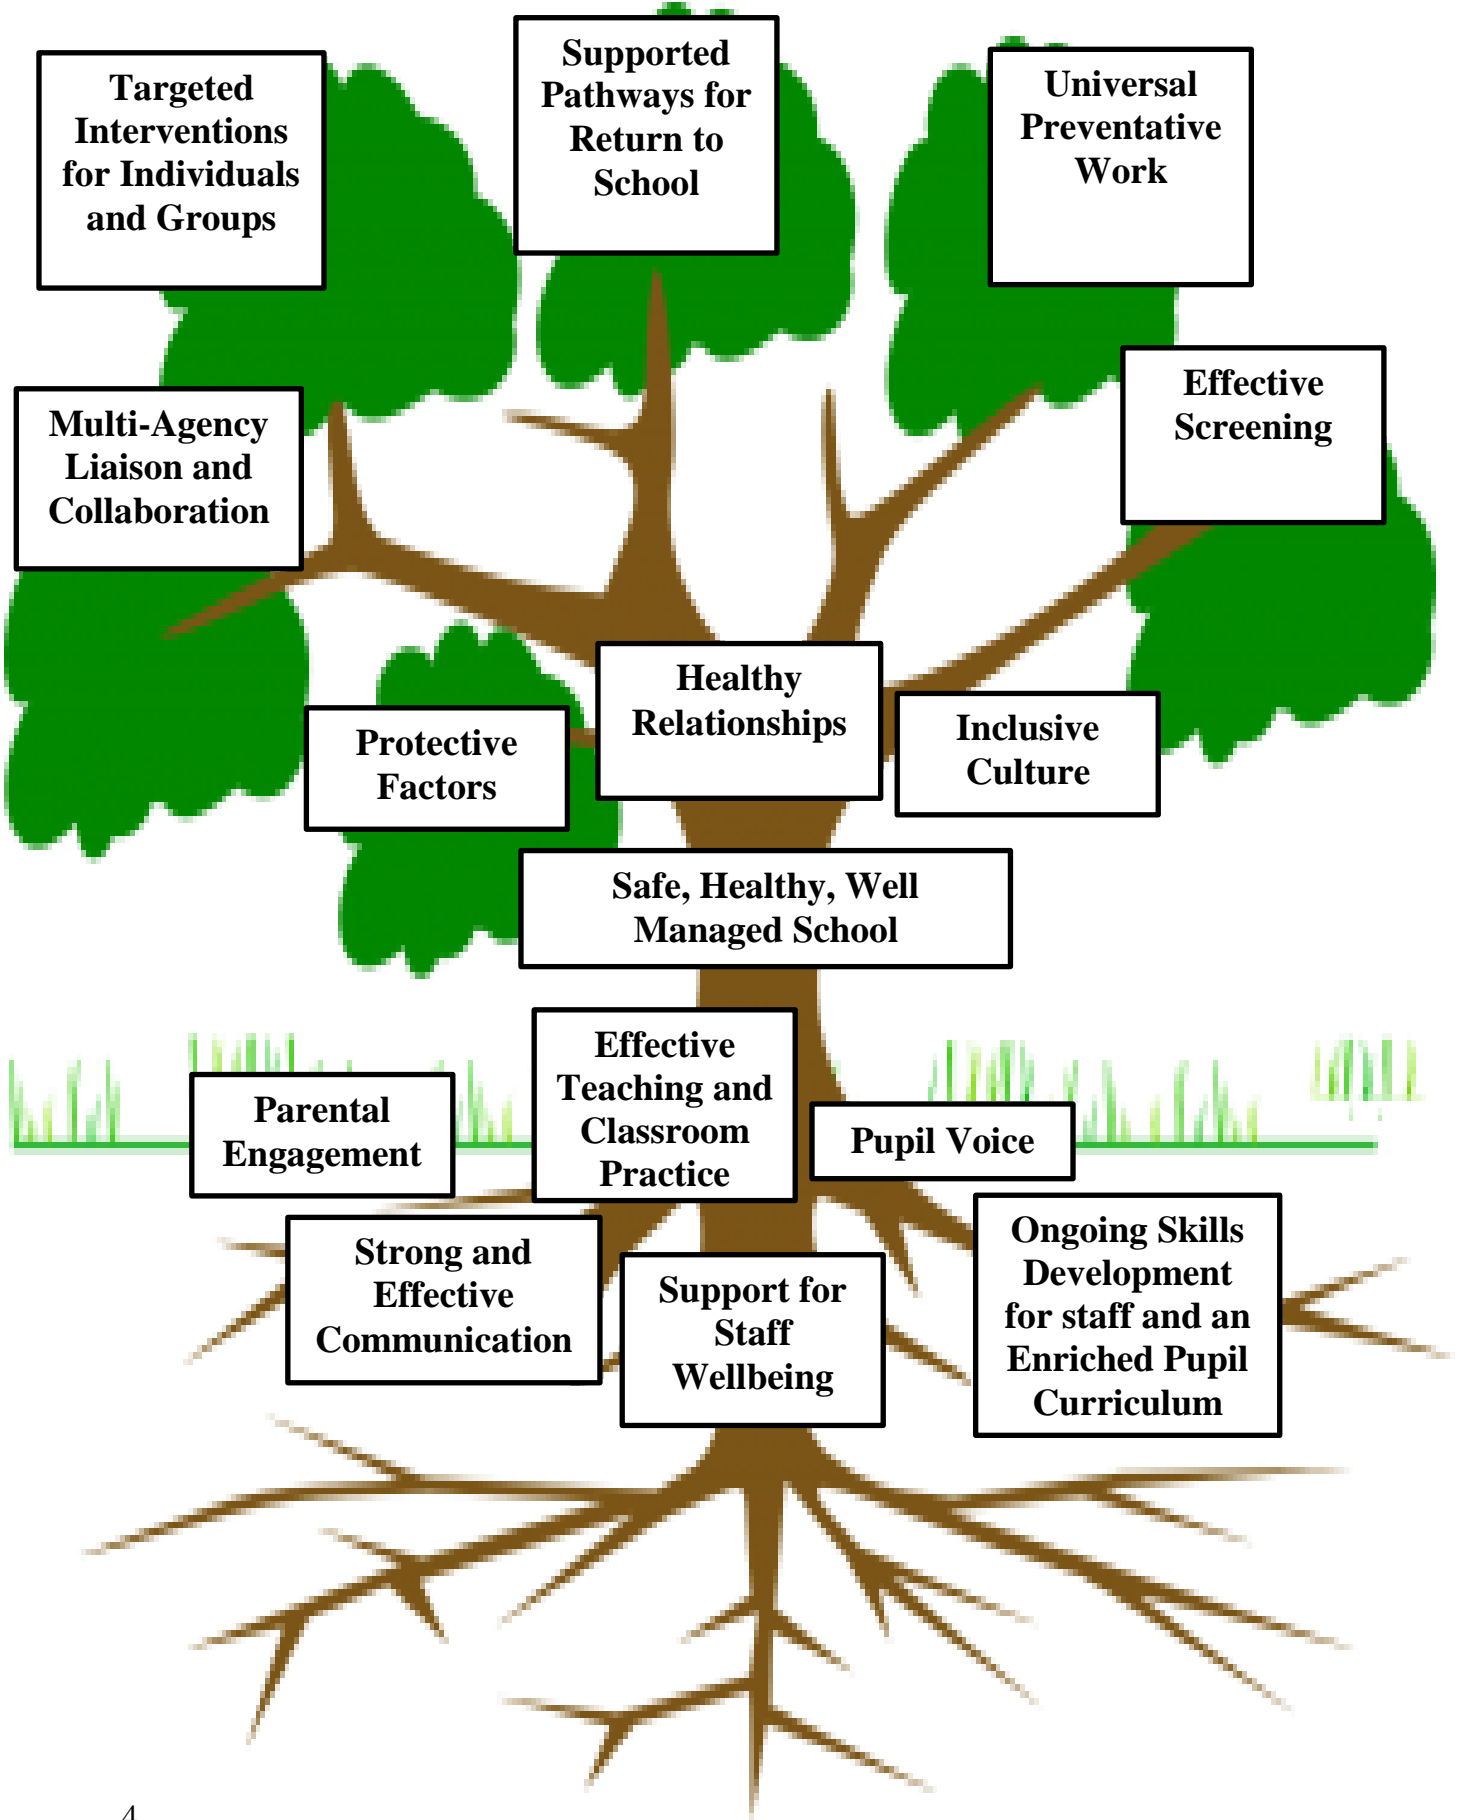 Targeted
Interventions
for Individuals
and Groups
Supported
Pathways for
Return to
School
Universal
Preventative
Work
Multi-Agency
Liaison and
Collaboration
Effective
Screening
Healthy
Relationships
Protective
Factors
Inclusive
Culture
Safe, Healthy, Well
Managed School
Effective
Teaching and
Classroom
Practice
Parental
Engagement
Pupil Voice
Strong and
Effective
Communication
Support for
Staff
Wellbeing
Ongoing Skills
Development
for staff and an
Enriched Pupil
Curriculum
4